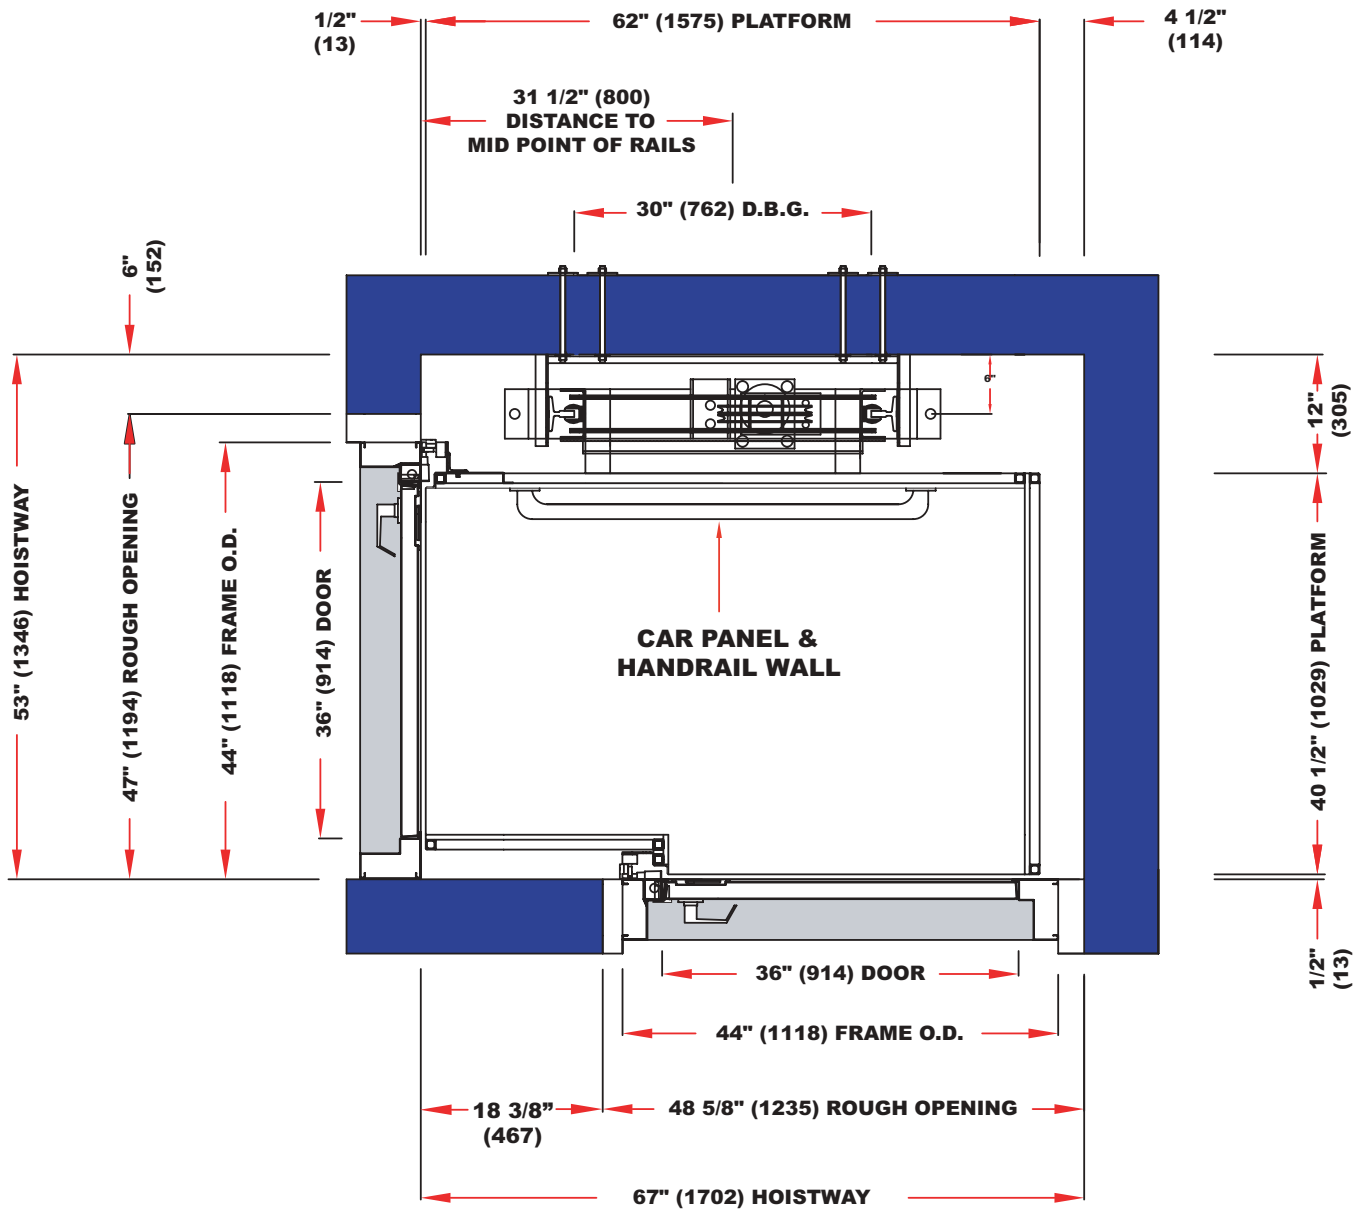 1/2"
(13)
62" (1575) PLATFORM
4 1/2"
(114)
31 1/2" (800)
DISTANCE TO
MID POINT OF RAILS
30" (762) D.B.G.
6"
(152)
6"
12"
(305)
53" (1346) HOISTWAY
47" (1194) ROUGH OPENING
44" (1118) FRAME O.D.
36" (914) DOOR
CAR PANEL &
HANDRAIL WALL
40 1/2" (1029) PLATFORM
1/2"
(13)
36" (914) DOOR
44" (1118) FRAME O.D.
18 3/8”
(467)
48 5/8" (1235) ROUGH OPENING
67" (1702) HOISTWAY